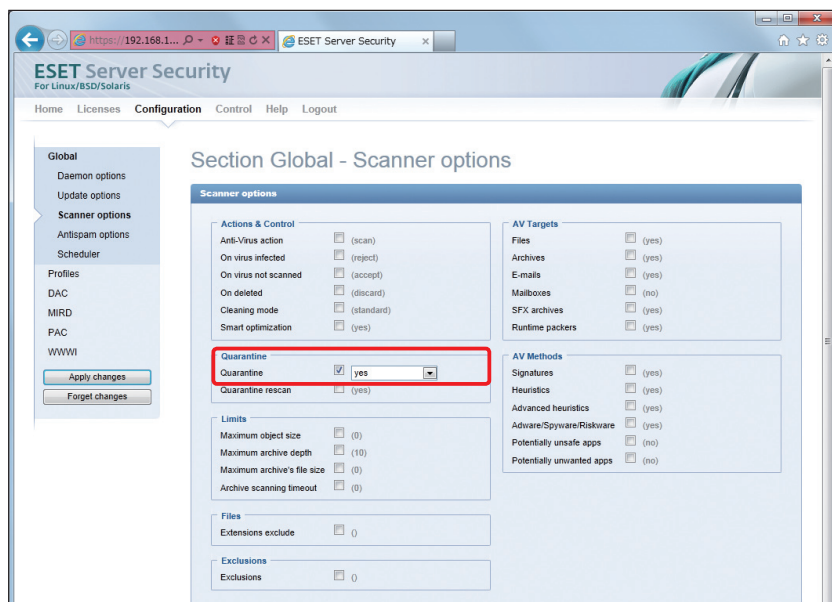 https://192.168.1...
ESET Server Security
ESET Server Security
For Linux/BSD/Solaris
Home Licenses Configuration Control Help Logout
Global
Daemon options
Update options
Scanner options
Antispam options
Scheduler
Profiles
DAC
MIRD
PAC
WWWI
Apply changes
Forget changes
Section Global - Scanner options
Scanner options
Actions & Control
Anti-Virus action (scan)
On virus infected (reject)
On virus not scanned (accept)
On deleted (discard)
Cleaning mode (standard)
Smart optimization (yes)
Quarantine
Quarantine yes
Quarantine rescan (yes)
Limits
Maximum object size (0)
Maximum archive depth (10)
Maximum archive's file size (0)
Archive scanning timeout (0)
Files
Extensions exclude ()
Exclusions
Exclusions ()
AV Targets
Files (yes)
Archives (yes)
E-mails (yes)
Mailboxes (no)
SFX archives (yes)
Runtime packers (yes)
AV Methods
Signatures (yes)
Heuristics (yes)
Advanced heuristics (yes)
Adware/Spyware/Riskware (yes)
Potentially unsafe apps (no)
Potentially unwanted apps (no)